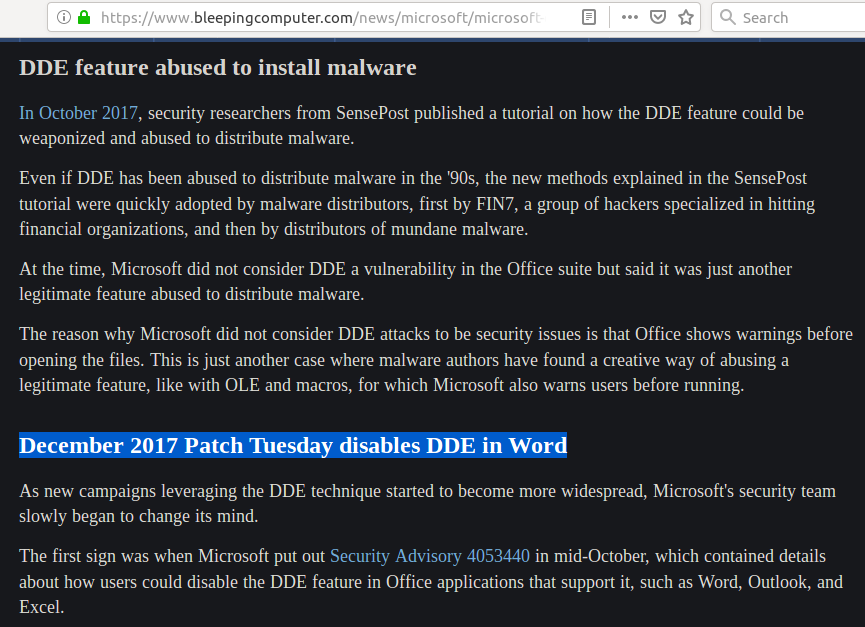 https://www.bleepingcomputer.com/news/microsoft/microsoft-
Search
DDE feature abused to install malware
In October 2017, security researchers from SensePost published a tutorial on how the DDE feature could be
weaponized and abused to distribute malware.
Even if DDE has been abused to distribute malware in the '90s, the new methods explained in the SensePost
tutorial were quickly adopted by malware distributors, first by FIN7, a group of hackers specialized in hitting
financial organizations, and then by distributors of mundane malware.
At the time, Microsoft did not consider DDE a vulnerability in the Office suite but said it was just another
legitimate feature abused to distribute malware.
The reason why Microsoft did not consider DDE attacks to be security issues is that Office shows warnings before
opening the files. This is just another case where malware authors have found a creative way of abusing a
legitimate feature, like with OLE and macros, for which Microsoft also warns users before running.
December 2017 Patch Tuesday disables DDE in Word
As new campaigns leveraging the DDE technique started to become more widespread, Microsoft's security team
slowly began to change its mind.
The first sign was when Microsoft put out Security Advisory 4053440 in mid-October, which contained details
about how users could disable the DDE feature in Office applications that support it, such as Word, Outlook, and
Excel.